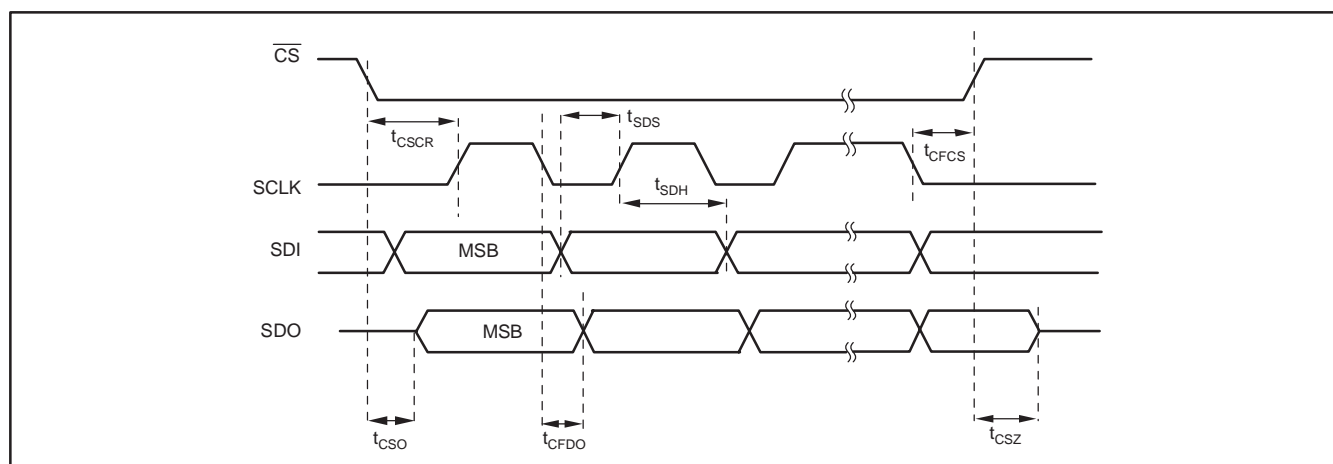 CS
tSDS
tCSCR
tCFCS
SCLK
tSDH
SDI
MSB
SDO
MSB
tCSO
tCFDO
tCSZ